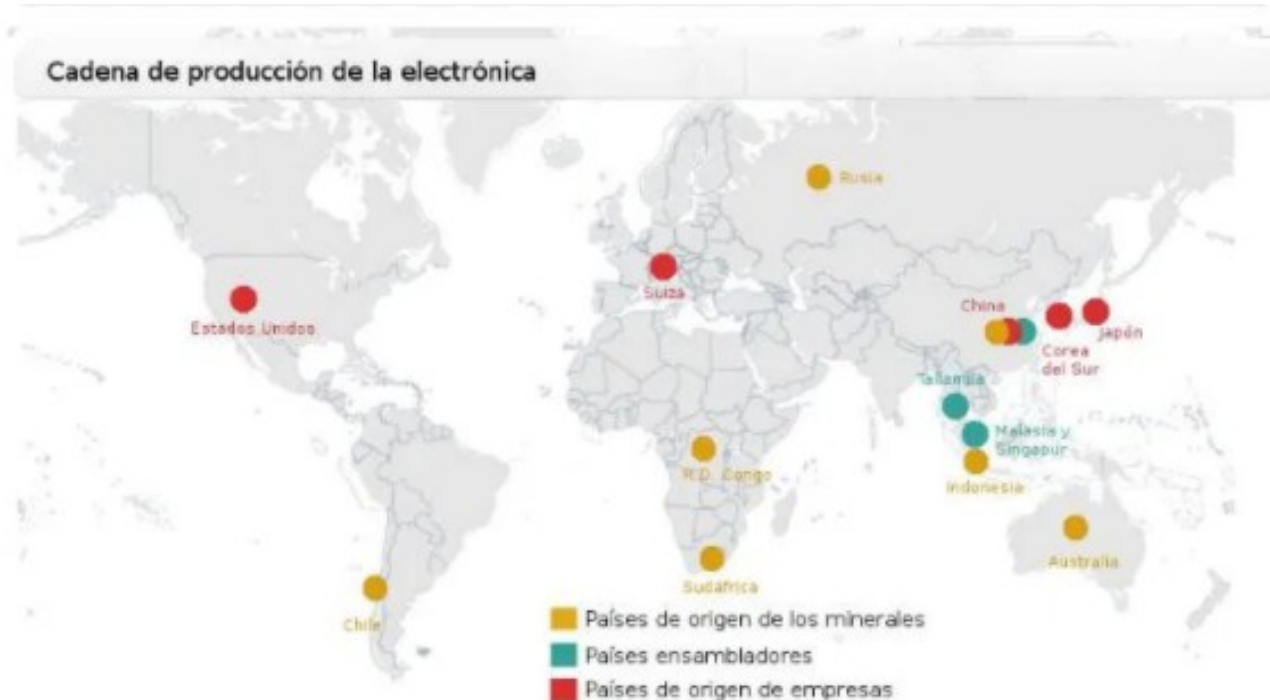 Cadena de producción de la electrónica
Rusia
Suiza
Estados Unidos
China
Japón
Corea
del Sur
Tailandia
Malasia y
Singapur
R.D. Congo
Indonesia
Australia
Sudáfrica
Chile
Países de origen de los minerales
Países ensambladores
Países de origen de empresas